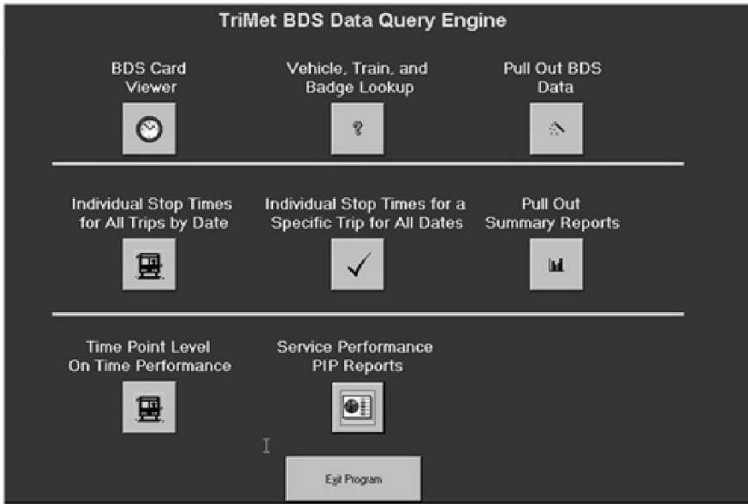 TriMet BDS Data Query Engine
BDS Card
Viewer
Vehicle, Train, and
Badge Lookup
Pull Out BDS
Data
Individual Stop Times
for All Trips by Date
Individual Stop Times for a
Specific Trip for All Dates
Pull Out
Summary Reports
Time Point Level
On Time Performance
Service Performance
PIP Reports
Exit Program